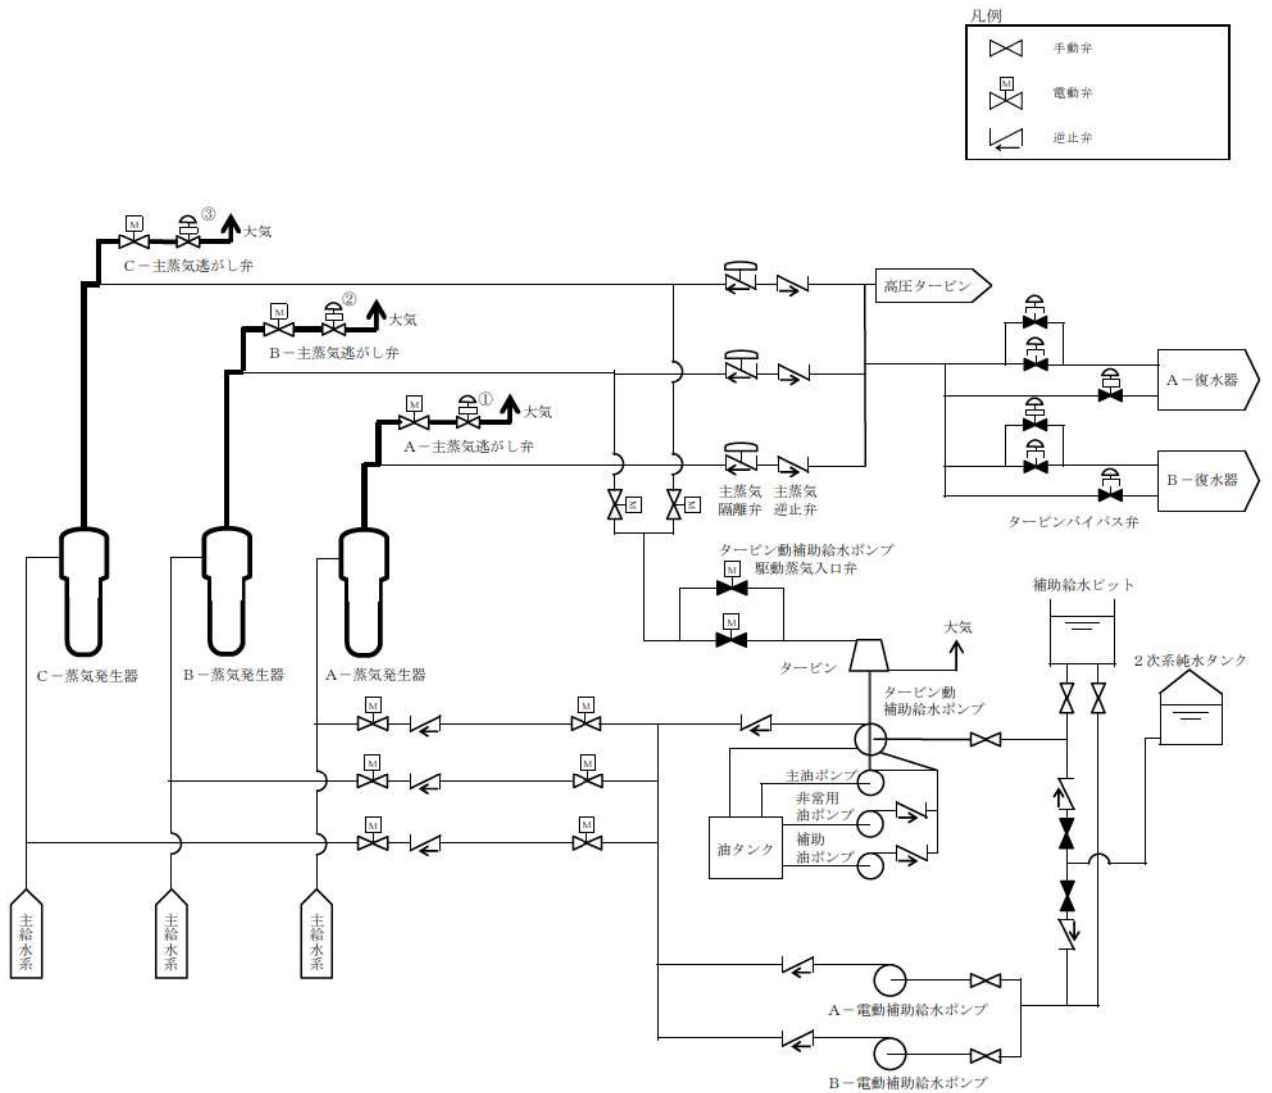 凡例
手動弁
M
電動弁
逆止弁
M
③
大気
C－主蒸気逃がし弁
M
②
大気
B－主蒸気逃がし弁
M
①
大気
A－主蒸気逃がし弁
高圧タービン
A－復水器
B－復水器
主蒸気
隔離弁
主蒸気
逆止弁
タービンバイパス弁
M
M
タービン動補助給水ポンプ
駆動蒸気入口弁
M
M
補助給水ピット
大気
2次系純水タンク
タービン
C－蒸気発生器
B－蒸気発生器
A－蒸気発生器
タービン動
補助給水ポンプ
M
M
M
M
M
M
主油ポンプ
非常用
油ポンプ
補助
油ポンプ
油タンク
主給水系
主給水系
主給水系
A－電動補助給水ポンプ
B－電動補助給水ポンプ